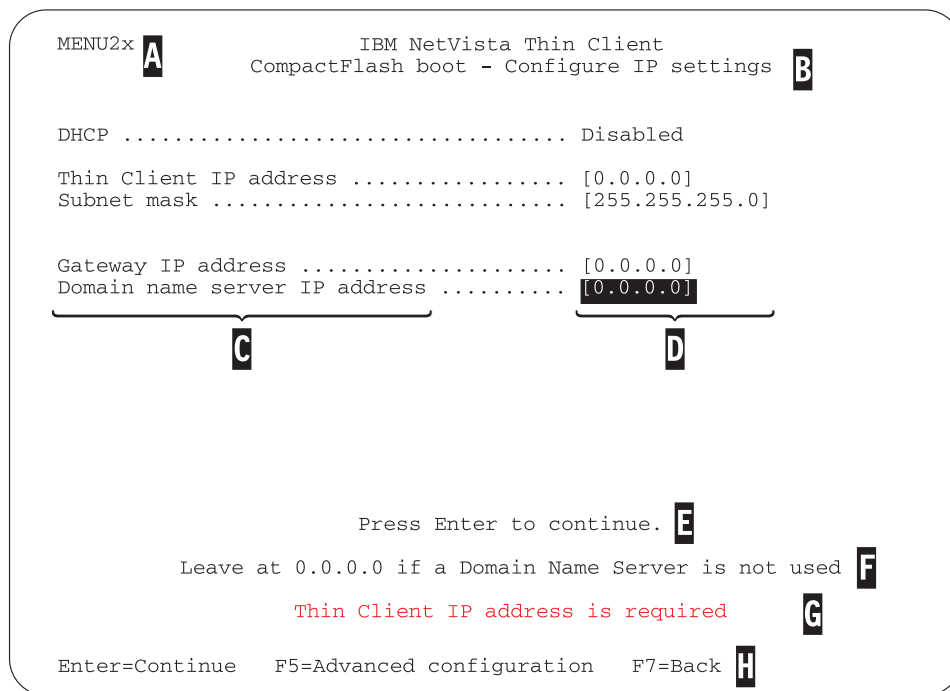 MENU2x A IBM NetVista Thin Client
CompactFlash boot - Configure IP settings B
DHCP ................................... Disabled
Thin Client IP address ................. [0.0.0.0]
Subnet mask ............................ [255.255.255.0]
Gateway IP address ..................... [0.0.0.0]
Domain name server IP address .......... [0.0.0.0]
C D
Press Enter to continue. E
Leave at 0.0.0.0 if a Domain Name Server is not used F
Thin Client IP address is required G
Enter=Continue F5=Advanced configuration F7=Back H